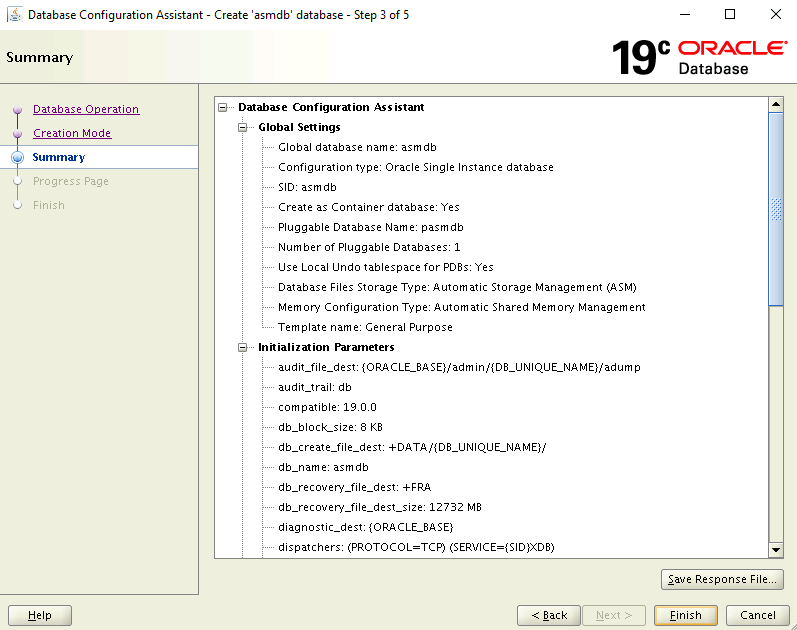 Database Configuration Assistant - Create 'asmdb' database - Step 3 of 5
Summary
19c ORACLE
Database
Database Operation
Creation Mode
Summary
Progress Page
Finish
Database Configuration Assistant
Global Settings
Global database name: asmdb
Configuration type: Oracle Single Instance database
SID: asmdb
Create as Container database: Yes
Pluggable Database Name: pasmdb
Number of Pluggable Databases: 1
Use Local Undo tablespace for PDBs: Yes
Database Files Storage Type: Automatic Storage Management (ASM)
Memory Configuration Type: Automatic Shared Memory Management
Template name: General Purpose
Initialization Parameters
audit_file_dest: {ORACLE_BASE}/admin/{DB_UNIQUE_NAME}/adump
audit_trail: db
compatible: 19.0.0
db_block_size: 8 KB
db_create_file_dest: +DATA/{DB_UNIQUE_NAME}/
db_name: asmdb
db_recovery_file_dest: +FRA
db_recovery_file_dest_size: 12732 MB
diagnostic_dest: {ORACLE_BASE}
dispatchers: (PROTOCOL=TCP) (SERVICE={SID}XDB)
Save Response File...
Help
< Back
Next >
Finish
Cancel